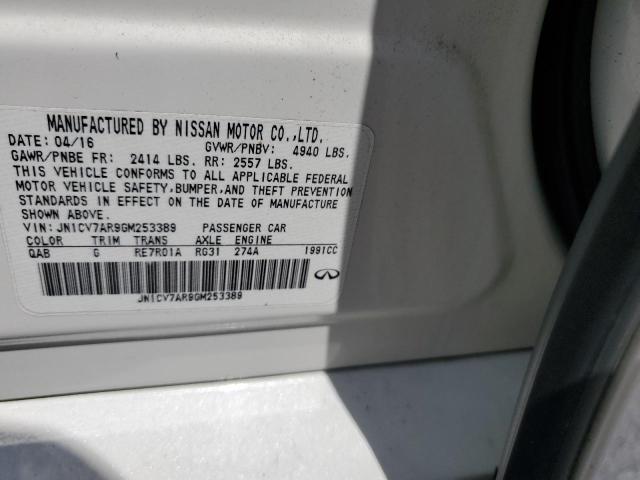 MANUFACTURED BY NISSAN MOTOR CO.,LTD.
DATE: 04/16 GVWR/PNBV: 4940 LBS.
GAWR/PNBE FR: 2414 LBS. RR: 2557 LBS.
THIS VEHICLE CONFORMS TO ALL APPLICABLE FEDERAL
MOTOR VEHICLE SAFETY, BUMPER, AND THEFT PREVENTION
STANDARDS IN EFFECT ON THE DATE OF MANUFACTURE
SHOWN ABOVE.
VIN: JN1CV7AR9GM253389 PASSENGER CAR
COLOR TRIM TRANS AXLE ENGINE
QAB G RE7R01A RG31 274A 1991CC
JN1CV7AR9GM253389